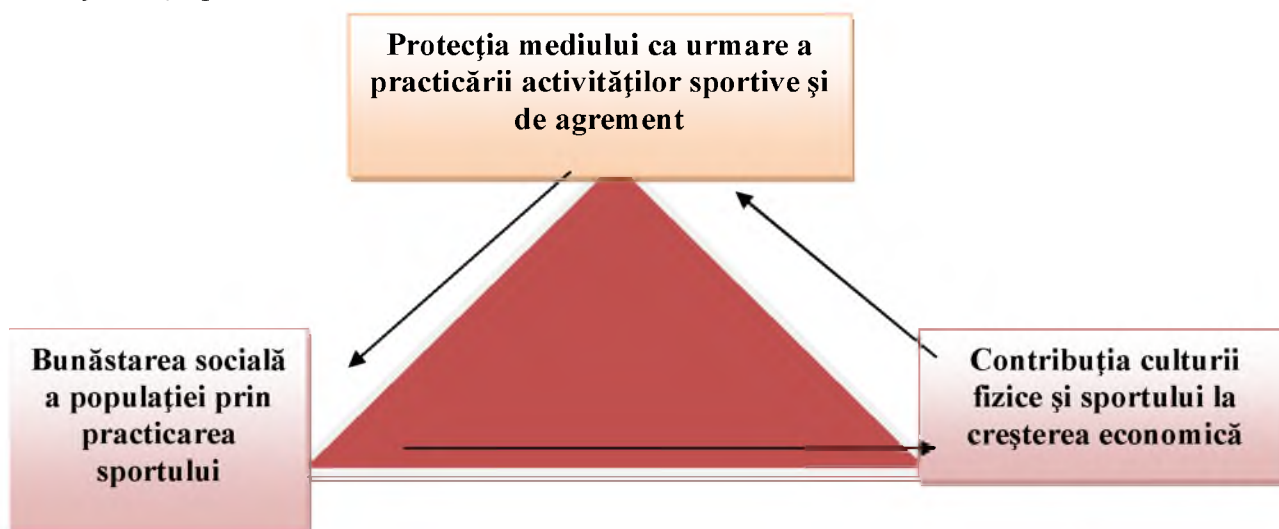 Protecţia mediului ca urmare a
practicării activităţilor sportive şi
de agrement
Bunăstarea socială
a populaţiei prin
practicarea
sportului
Contribuţia culturii
fizice şi sportului la
creşterea economică